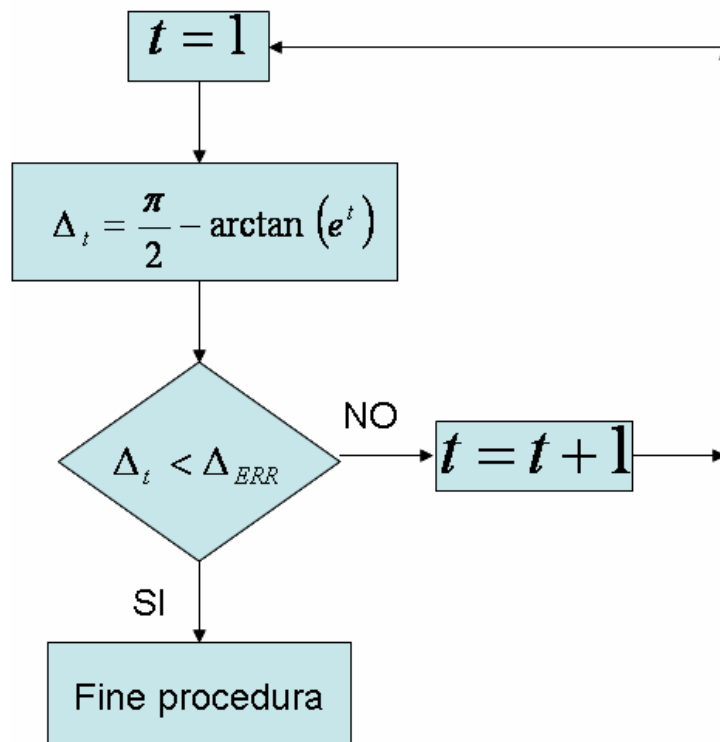 t = 1
Δ_t = π/2 − arctan (e^t)
Δ_t < Δ_ERR
NO
t = t + 1
SI
Fine procedura